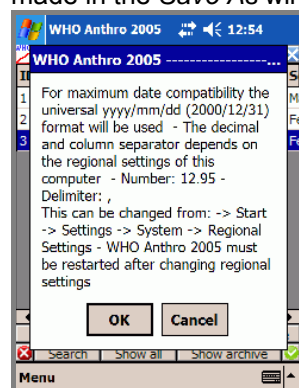 made in the Save As wi
WHO Anthro 2005 12:54
WHO Anthro 2005 -----------------...
For maximum date compatibility the
universal yyyy/mm/dd (2000/12/31)
format will be used - The decimal
and column separator depends on
the regional settings of this
computer - Number: 12.95 -
Delimiter: ,
This can be changed from: -> Start
-> Settings -> System -> Regional
Settings - WHO Anthro 2005 must
be restarted after changing regional
settings
OK Cancel
1
2
3
Search Show all Show archive
Menu